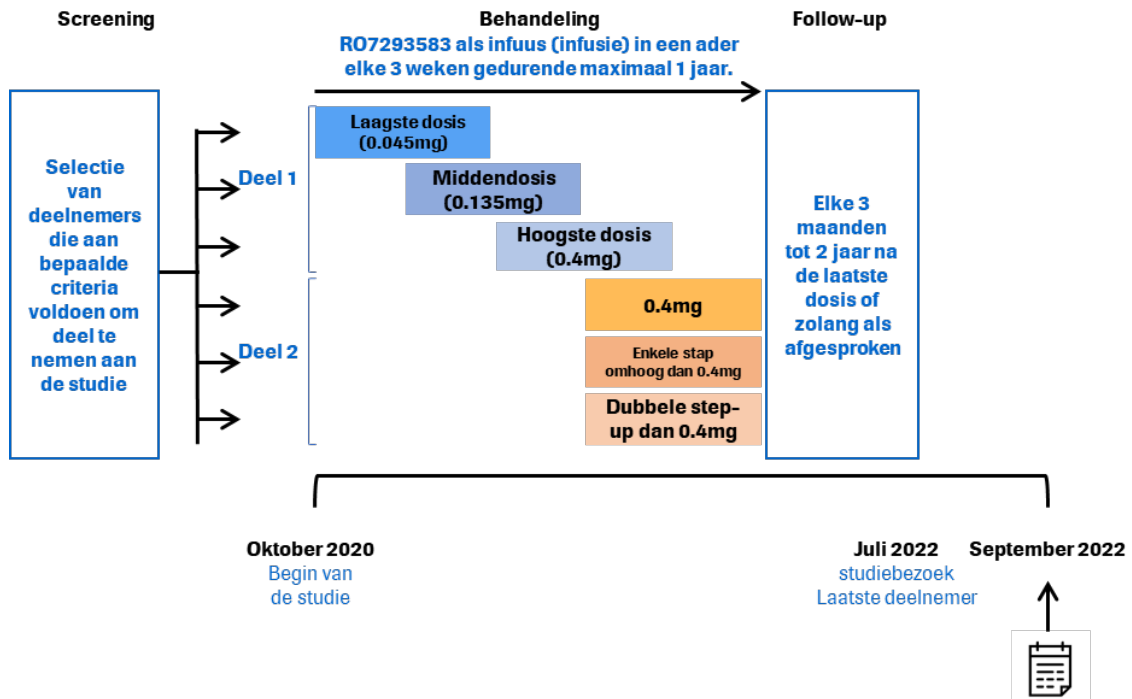 Screening
Behandeling
Follow-up
RO7293583 als infuus (infusie) in een ader
elke 3 weken gedurende maximaal 1 jaar.
Selectie
van
deelnemers
die aan
bepaalde
criteria
voldoen om
deel te
nemen aan
de studie
Deel 1
Laagste dosis
(0.045mg)
Middendosis
(0.135mg)
Hoogste dosis
(0.4mg)
Deel 2
0.4mg
Enkele stap
omhoog dan 0.4mg
Dubbele step-
up dan 0.4mg
Elke 3
maanden
tot 2 jaar na
de laatste
dosis of
zolang als
afgesproken
Oktober 2020
Begin van
de studie
Juli 2022
studiebezoek
Laatste deelnemer
September 2022